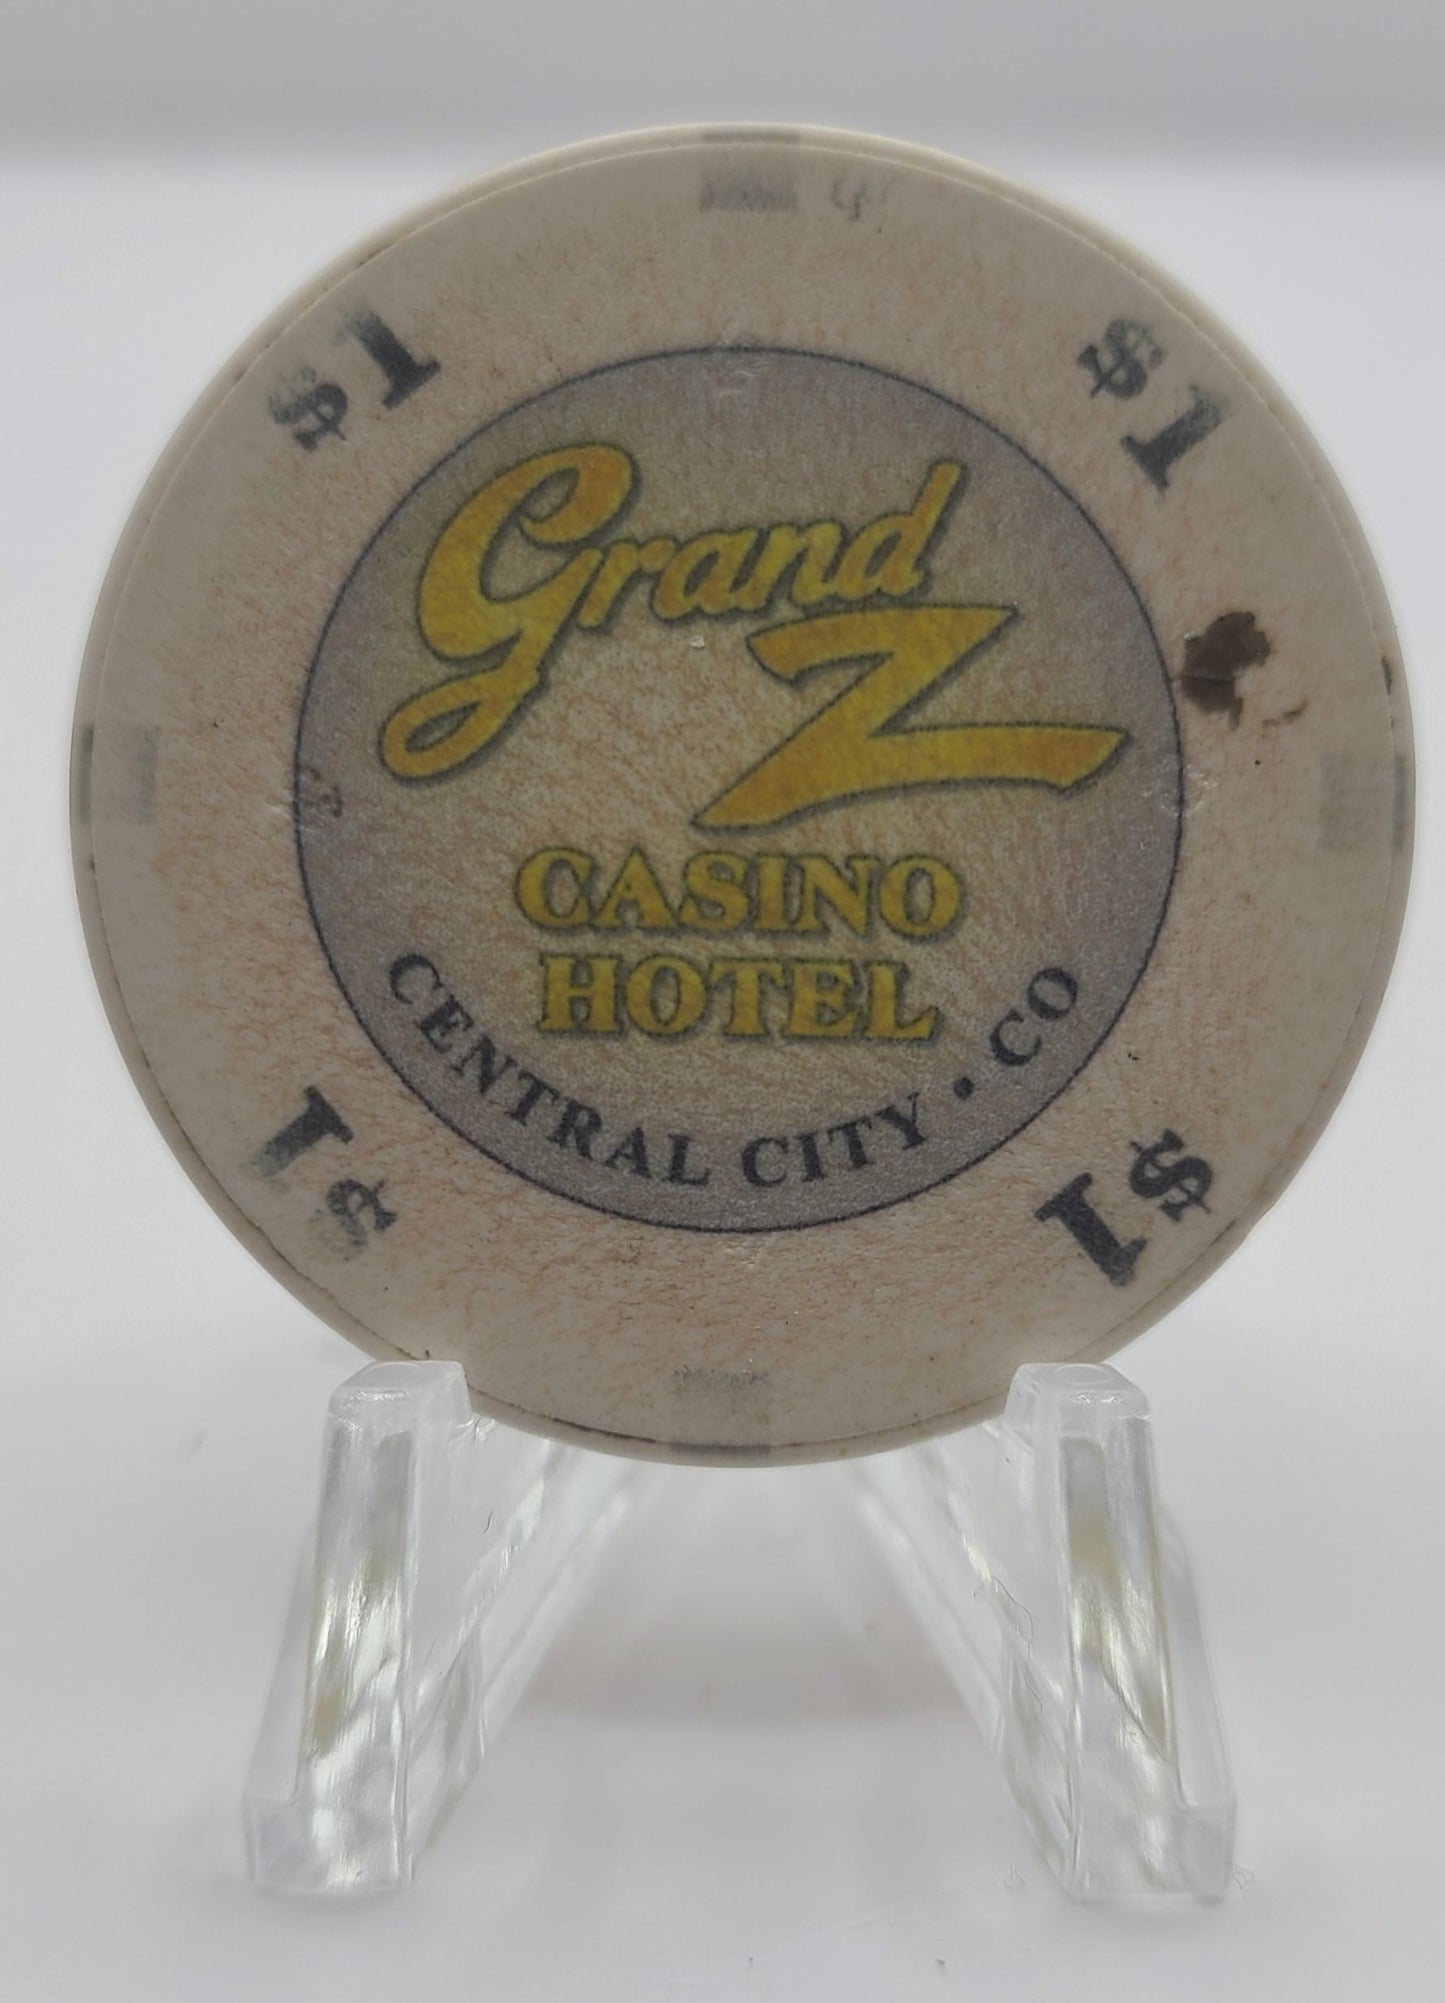 $1
$1
Grand
Z
CASINO
HOTEL
CENTRAL CITY • CO
$1
$1